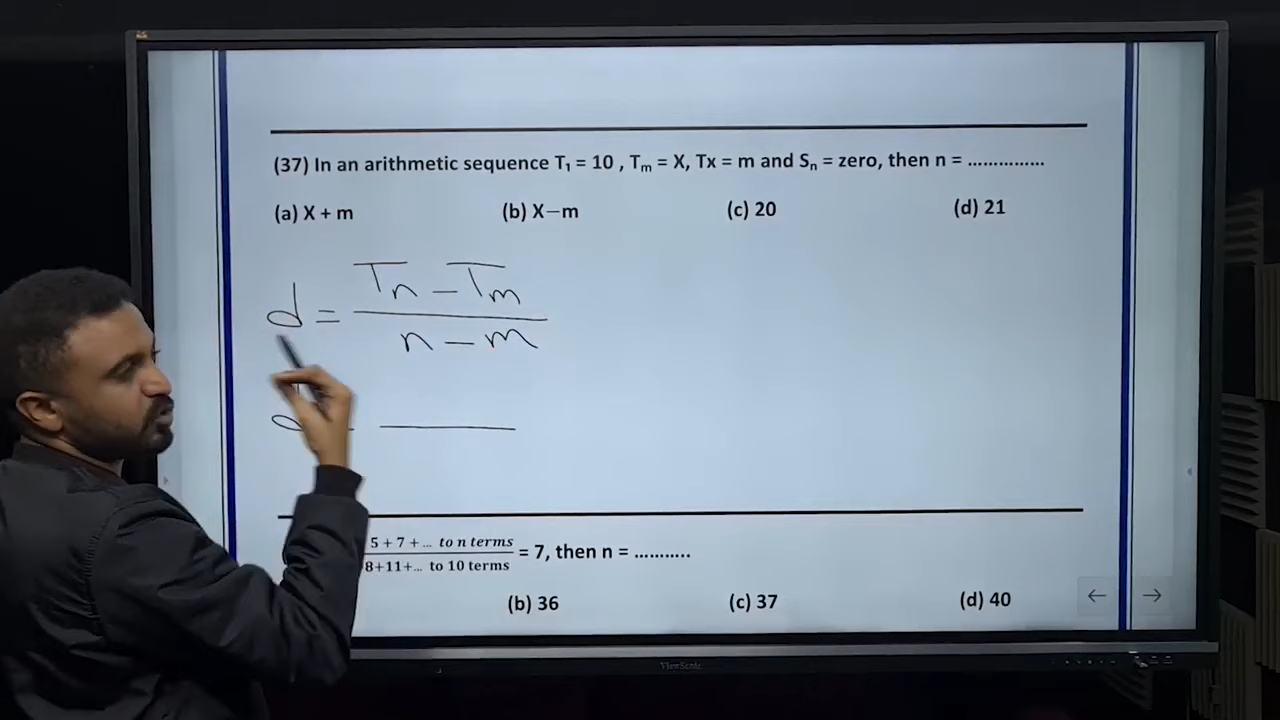 (37) In an arithmetic sequence T₁ = 10 , Tₘ = X, Tx = m and Sₙ = zero, then n = ……………
(a) X + m (b) X−m (c) 20 (d) 21
d = (Tn − Tm) / (n − m)
5 + 7 + … to n terms
= 7, then n = ………..
8+11+… to 10 terms
(b) 36 (c) 37 (d) 40
ViewSonic